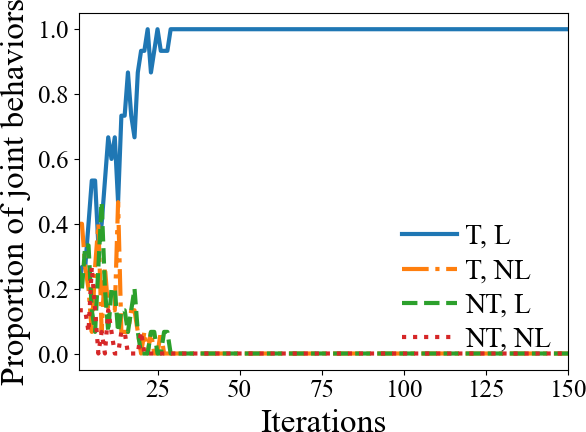 Proportion of joint behaviors
1.0
0.8
0.6
0.4
0.2
0.0
T, L
T, NL
NT, L
NT, NL
25 50 75 100 125 150
Iterations